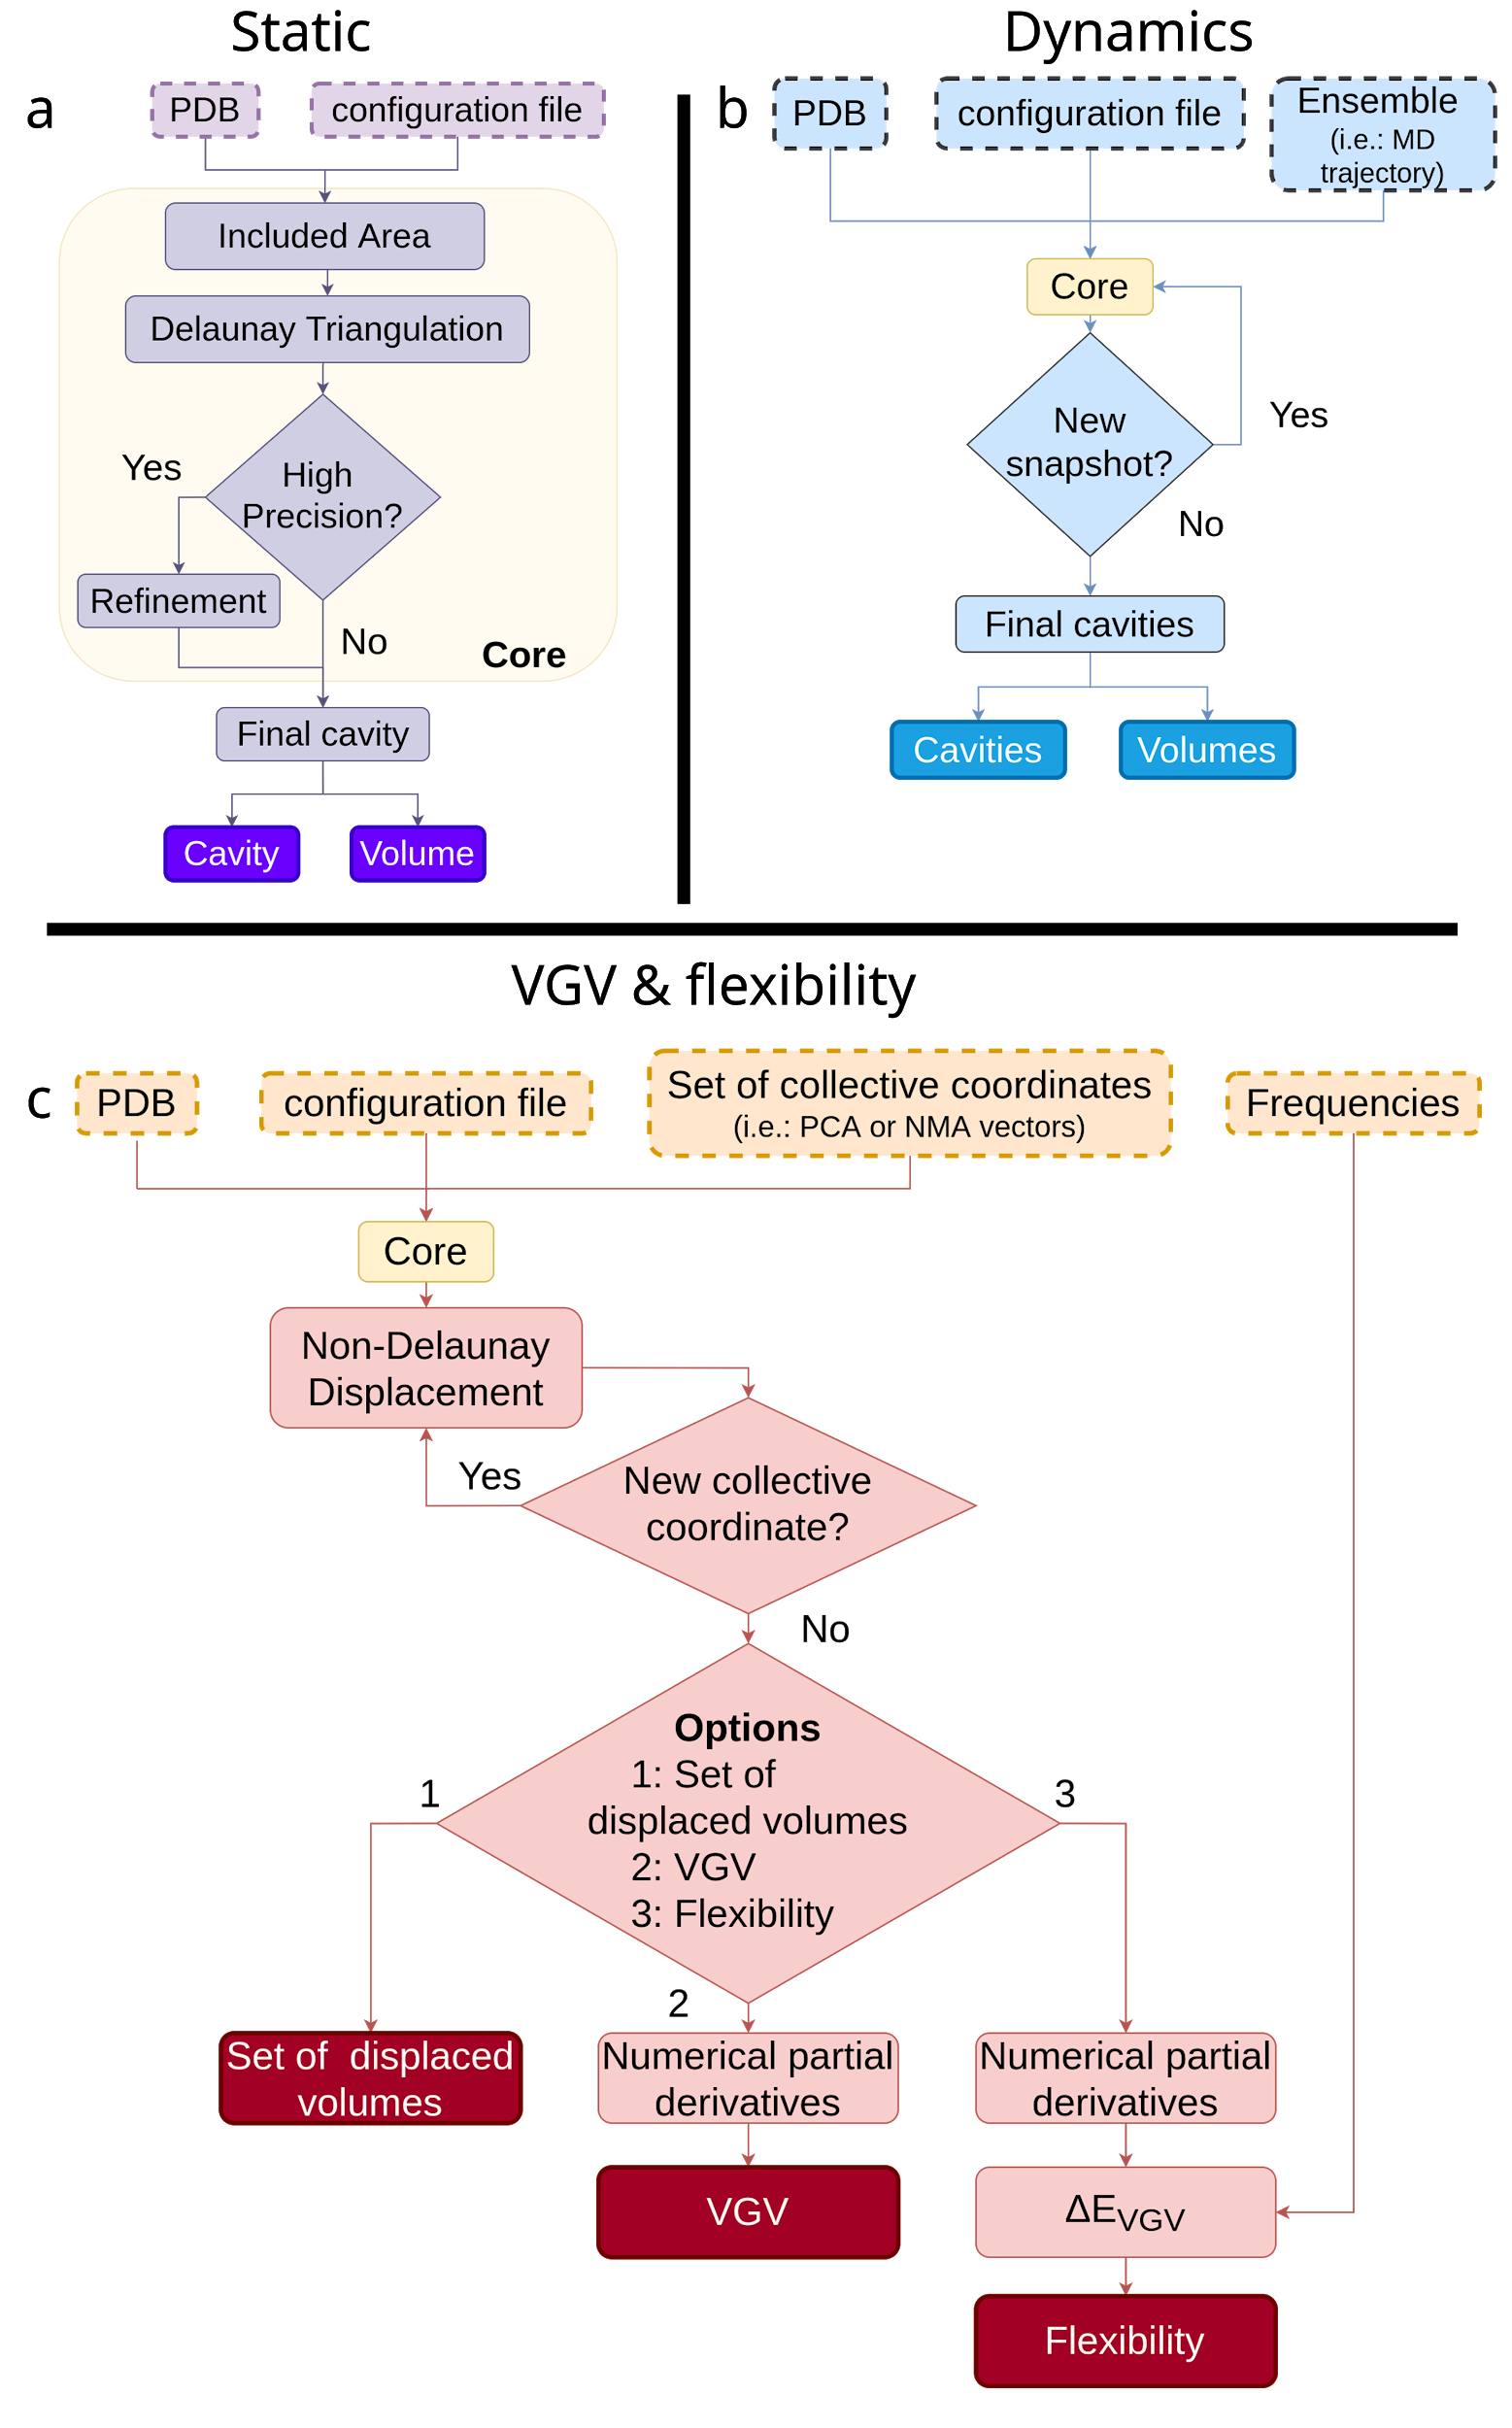 Static
a
PDB
configuration file
Included Area
Delaunay Triangulation
High
Precision?
Yes
Refinement
No
Core
Final cavity
Cavity
Volume
Dynamics
b
PDB
configuration file
Ensemble
(i.e.: MD
trajectory)
Core
New
snapshot?
Yes
No
Final cavities
Cavities
Volumes
VGV & flexibility
c
PDB
configuration file
Set of collective coordinates
(i.e.: PCA or NMA vectors)
Frequencies
Core
Non-Delaunay
Displacement
Yes
New collective
coordinate?
No
Options
1: Set of
displaced volumes
2: VGV
3: Flexibility
1
2
3
Set of  displaced
volumes
Numerical partial
derivatives
Numerical partial
derivatives
VGV
ΔE_VGV
Flexibility